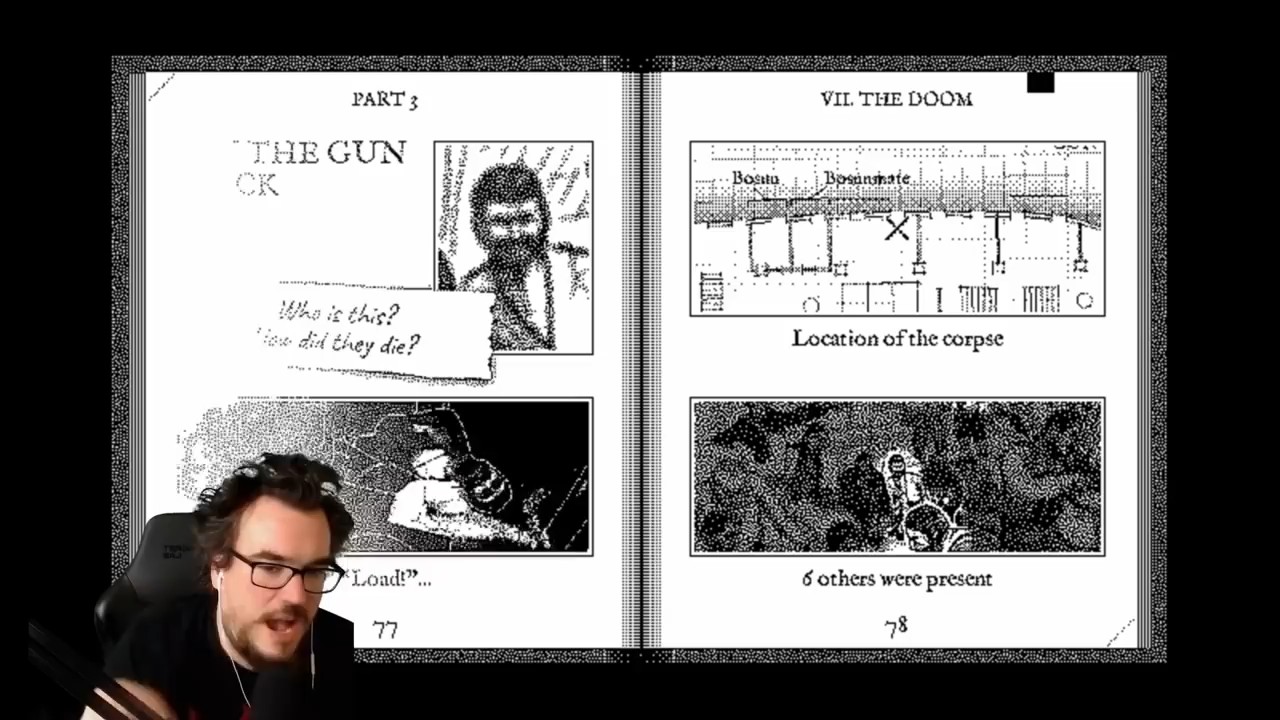 PART 3
THE GUN
CK
Who is this?
How did they die?
“Load!”...
77
VII. THE DOOM
Bosun
Bosunmate
Location of the corpse
6 others were present
78